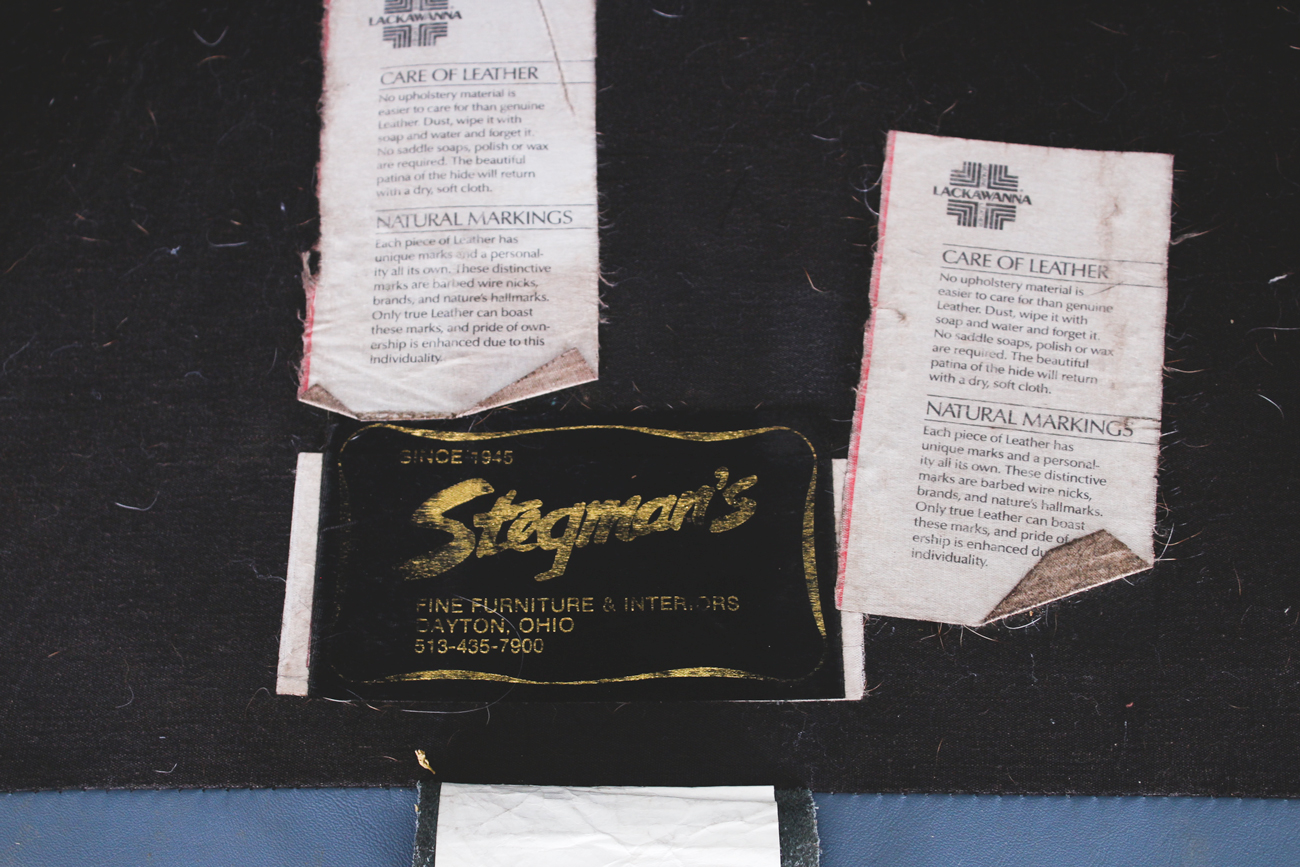 LACKAWANNA
CARE OF LEATHER
No upholstery material is
easier to care for than genuine
Leather. Dust, wipe it with
soap and water and forget it.
No saddle soaps, polish or wax
are required. The beautiful
patina of the hide will return
with a dry, soft cloth.
NATURAL MARKINGS
Each piece of Leather has
unique marks and a personal-
ity all its own. These distinctive
marks are barbed wire nicks,
brands, and nature's hallmarks.
Only true Leather can boast
these marks, and pride of own-
ership is enhanced due to this
individuality.
LACKAWANNA
CARE OF LEATHER
No upholstery material is
easier to care for than genuine
Leather. Dust, wipe it with
soap and water and forget it.
No saddle soaps, polish or wax
are required. The beautiful
patina of the hide will return
with a dry, soft cloth.
NATURAL MARKINGS
Each piece of Leather has
unique marks and a personal-
ity all its own. These distinctive
marks are barbed wire nicks,
brands, and nature's hallmarks.
Only true Leather can boast
these marks, and pride of
ership is enhanced du
individuality.
SINCE 1945
Stegman's
FINE FURNITURE & INTERIORS
DAYTON, OHIO
513-435-7900